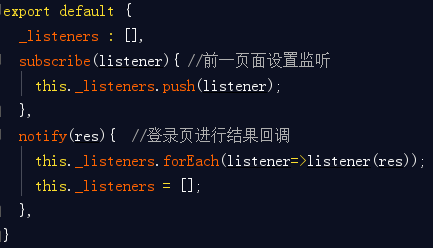 export default {
  _listeners : [],
  subscribe(listener){ //前一页面设置监听
    this._listeners.push(listener);
  },
  notify(res){  //登录页进行结果回调
    this._listeners.forEach(listener=>listener(res));
    this._listeners = [];
  },
}